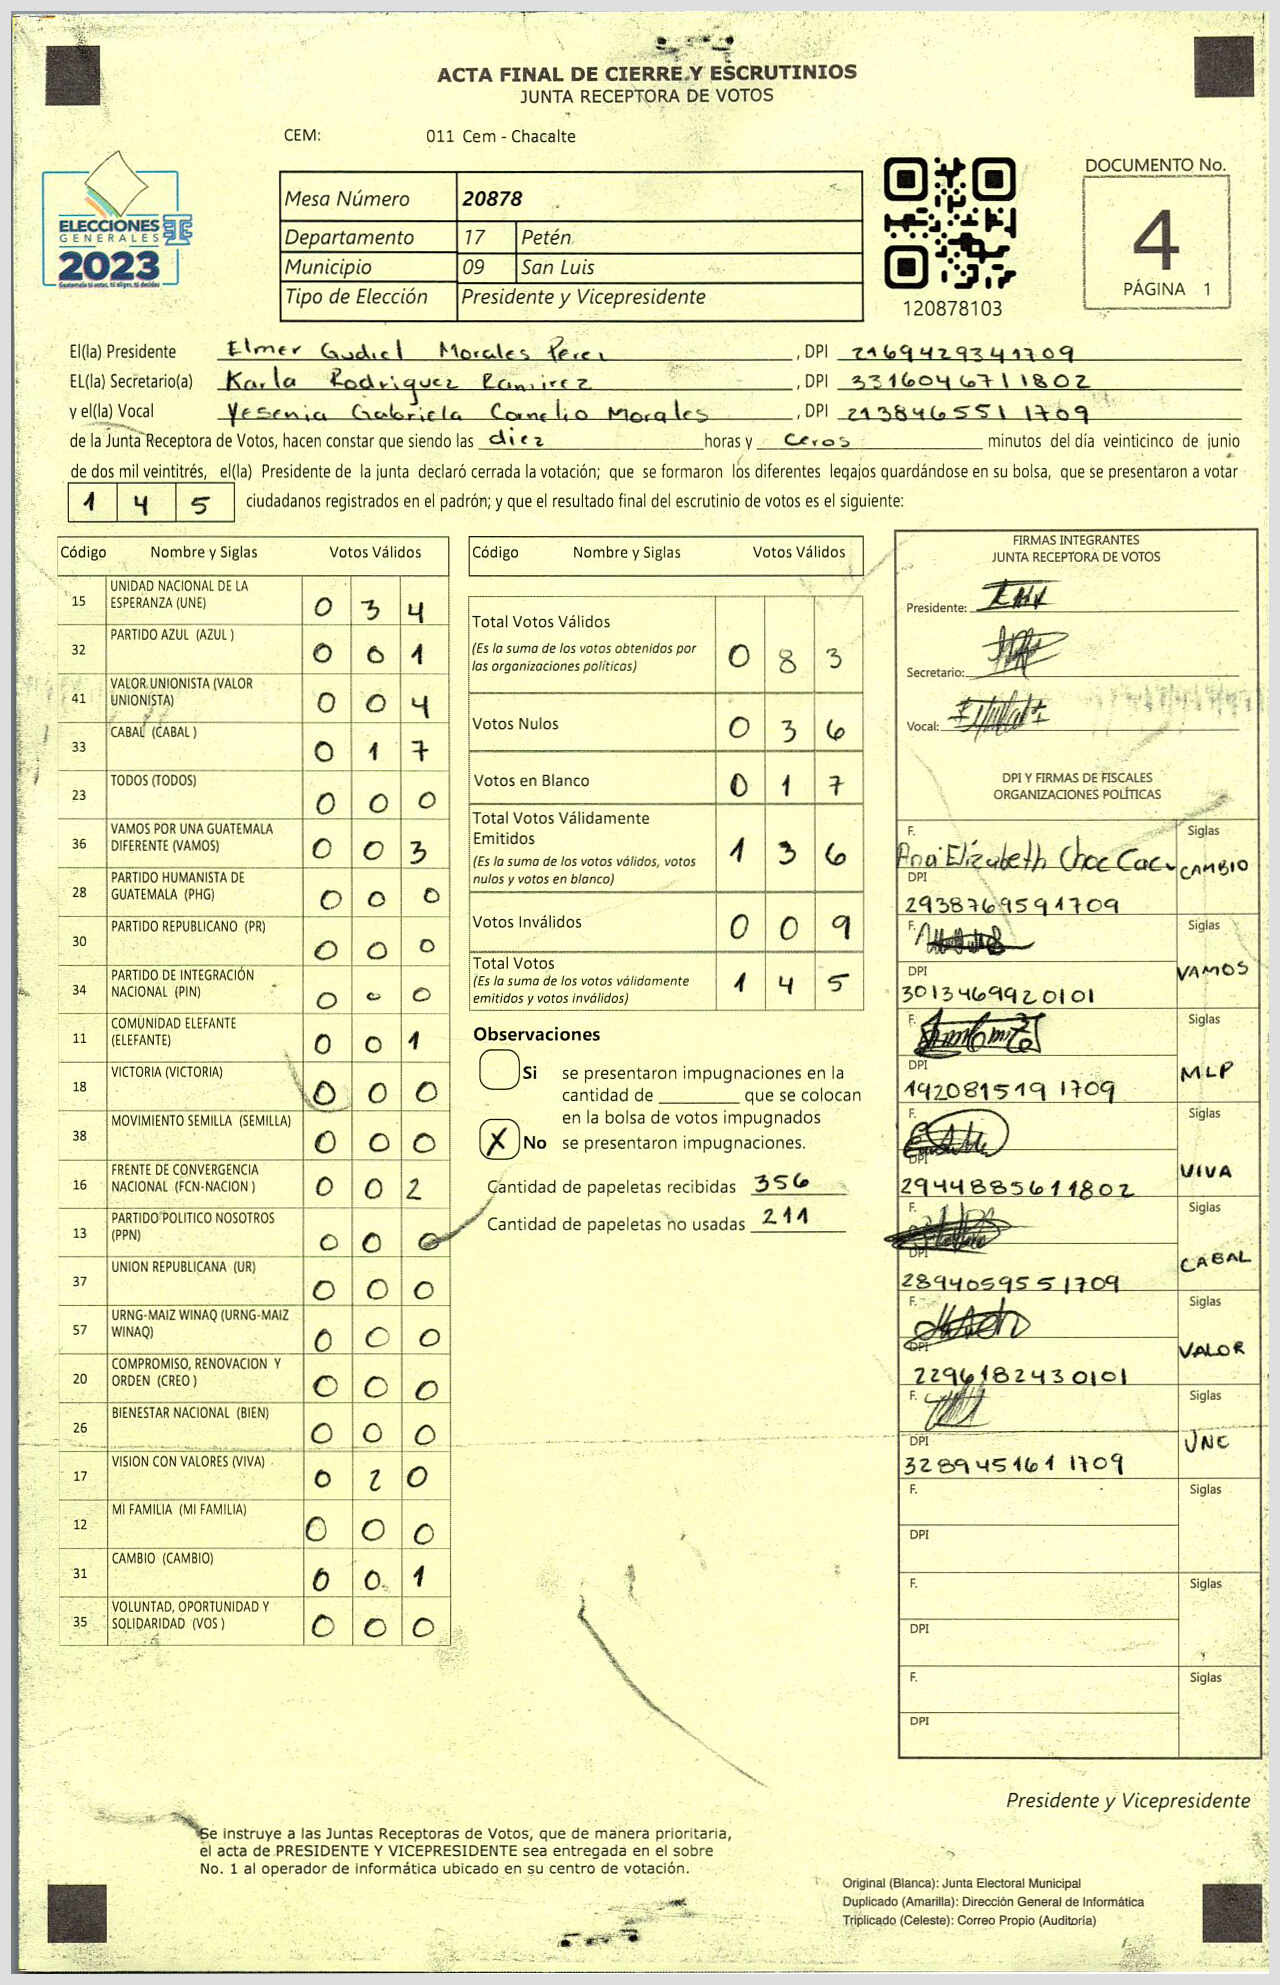 ACTA FINAL DE CIERRE Y ESCRUTINIOS
JUNTA RECEPTORA DE VOTOS
CEM: 011 Cem - Chacalte
ELECCIONES
GENERALES
2023
Guatemala: tú votas, tú eliges, tú decides
Mesa Número 20878
Departamento 17 Petén
Municipio 09 San Luis
Tipo de Elección Presidente y Vicepresidente
120878103
DOCUMENTO No.
4
PÁGINA 1
El(la) Presidente Elmer Gudiel Morales Perez , DPI 2169429341709
EL(la) Secretario(a) Karla Rodriguez Ramirez , DPI 3316046711802
y el(la) Vocal Yesenia Gabriela Cornelio Morales , DPI 2138465511709
de la Junta Receptora de Votos, hacen constar que siendo las diez horas y ceros minutos del día veinticinco de junio
de dos mil veintitrés, el(la) Presidente de la junta declaró cerrada la votación; que se formaron los diferentes legajos guardándose en su bolsa, que se presentaron a votar
1 4 5 ciudadanos registrados en el padrón; y que el resultado final del escrutinio de votos es el siguiente:
Código Nombre y Siglas Votos Válidos
15 UNIDAD NACIONAL DE LA ESPERANZA (UNE) 0 3 4
32 PARTIDO AZUL (AZUL ) 0 0 1
41 VALOR UNIONISTA (VALOR UNIONISTA) 0 0 4
33 CABAL (CABAL ) 0 1 7
23 TODOS (TODOS) 0 0 0
36 VAMOS POR UNA GUATEMALA DIFERENTE (VAMOS) 0 0 3
28 PARTIDO HUMANISTA DE GUATEMALA (PHG) 0 0 0
30 PARTIDO REPUBLICANO (PR) 0 0 0
34 PARTIDO DE INTEGRACIÓN NACIONAL (PIN) 0 0 0
11 COMUNIDAD ELEFANTE (ELEFANTE) 0 0 1
18 VICTORIA (VICTORIA) 0 0 0
38 MOVIMIENTO SEMILLA (SEMILLA) 0 0 0
16 FRENTE DE CONVERGENCIA NACIONAL (FCN-NACION ) 0 0 2
13 PARTIDO POLITICO NOSOTROS (PPN) 0 0 0
37 UNION REPUBLICANA (UR) 0 0 0
57 URNG-MAIZ WINAQ (URNG-MAIZ WINAQ) 0 0 0
20 COMPROMISO, RENOVACION Y ORDEN (CREO ) 0 0 0
26 BIENESTAR NACIONAL (BIEN) 0 0 0
17 VISION CON VALORES (VIVA) 0 2 0
12 MI FAMILIA (MI FAMILIA) 0 0 0
31 CAMBIO (CAMBIO) 0 0 1
35 VOLUNTAD, OPORTUNIDAD Y SOLIDARIDAD (VOS ) 0 0 0
Código Nombre y Siglas Votos Válidos
Total Votos Válidos 0 8 3
(Es la suma de los votos obtenidos por
las organizaciones políticas)
Votos Nulos 0 3 6
Votos en Blanco 0 1 7
Total Votos Válidamente
Emitidos 1 3 6
(Es la suma de los votos válidos, votos
nulos y votos en blanco)
Votos Inválidos 0 0 9
Total Votos 1 4 5
(Es la suma de los votos válidamente
emitidos y votos inválidos)
Observaciones
Si se presentaron impugnaciones en la
cantidad de ________ que se colocan
en la bolsa de votos impugnados
X No se presentaron impugnaciones.
Cantidad de papeletas recibidas 356
Cantidad de papeletas no usadas 211
FIRMAS INTEGRANTES
JUNTA RECEPTORA DE VOTOS
Presidente:
Secretario:
Vocal:
DPI Y FIRMAS DE FISCALES
ORGANIZACIONES POLÍTICAS
F. Siglas
Ana Elizabeth Choc Cac CAMBIO
DPI
2938769591709
F. Siglas
DPI VAMOS
3013469920101
F. Siglas
DPI MLP
1920815191709
F. Siglas
DPI VIVA
2944885611802
F. Siglas
DPI CABAL
2894059551709
F. Siglas
DPI VALOR
2296182430101
F. Siglas
DPI UNE
3289451611709
F. Siglas
DPI
F. Siglas
DPI
F. Siglas
DPI
Presidente y Vicepresidente
Se instruye a las Juntas Receptoras de Votos, que de manera prioritaria,
el acta de PRESIDENTE Y VICEPRESIDENTE sea entregada en el sobre
No. 1 al operador de informática ubicado en su centro de votación.
Original (Blanca): Junta Electoral Municipal
Duplicado (Amarilla): Dirección General de Informática
Triplicado (Celeste): Correo Propio (Auditoría)